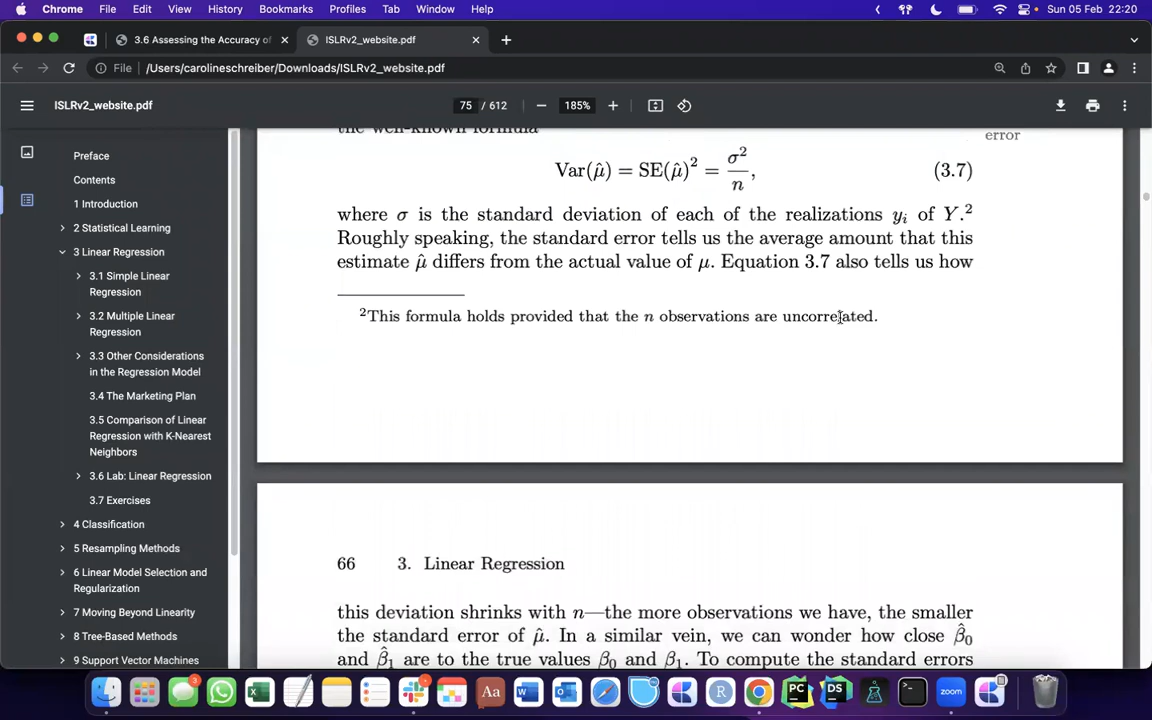 Chrome File Edit View History Bookmarks Profiles Tab Window Help Sun 05 Feb 22:20
3.6 Assessing the Accuracy of ISLRv2_website.pdf
File /Users/carolineschreiber/Downloads/ISLRv2_website.pdf
ISLRv2_website.pdf 75 / 612 185%
Preface
Contents
1 Introduction
2 Statistical Learning
3 Linear Regression
3.1 Simple Linear
Regression
3.2 Multiple Linear
Regression
3.3 Other Considerations
in the Regression Model
3.4 The Marketing Plan
3.5 Comparison of Linear
Regression with K-Nearest
Neighbors
3.6 Lab: Linear Regression
3.7 Exercises
4 Classification
5 Resampling Methods
6 Linear Model Selection and
Regularization
7 Moving Beyond Linearity
8 Tree-Based Methods
9 Support Vector Machines
the well-known formula
error
Var(μ̂) = SE(μ̂)² = σ²/n, (3.7)
where σ is the standard deviation of each of the realizations yᵢ of Y.²
Roughly speaking, the standard error tells us the average amount that this
estimate μ̂ differs from the actual value of μ. Equation 3.7 also tells us how
²This formula holds provided that the n observations are uncorrelated.
66 3. Linear Regression
this deviation shrinks with n—the more observations we have, the smaller
the standard error of μ̂. In a similar vein, we can wonder how close β̂₀
and β̂₁ are to the true values β₀ and β₁. To compute the standard errors
3 Aa W R PC DS >_ zoom